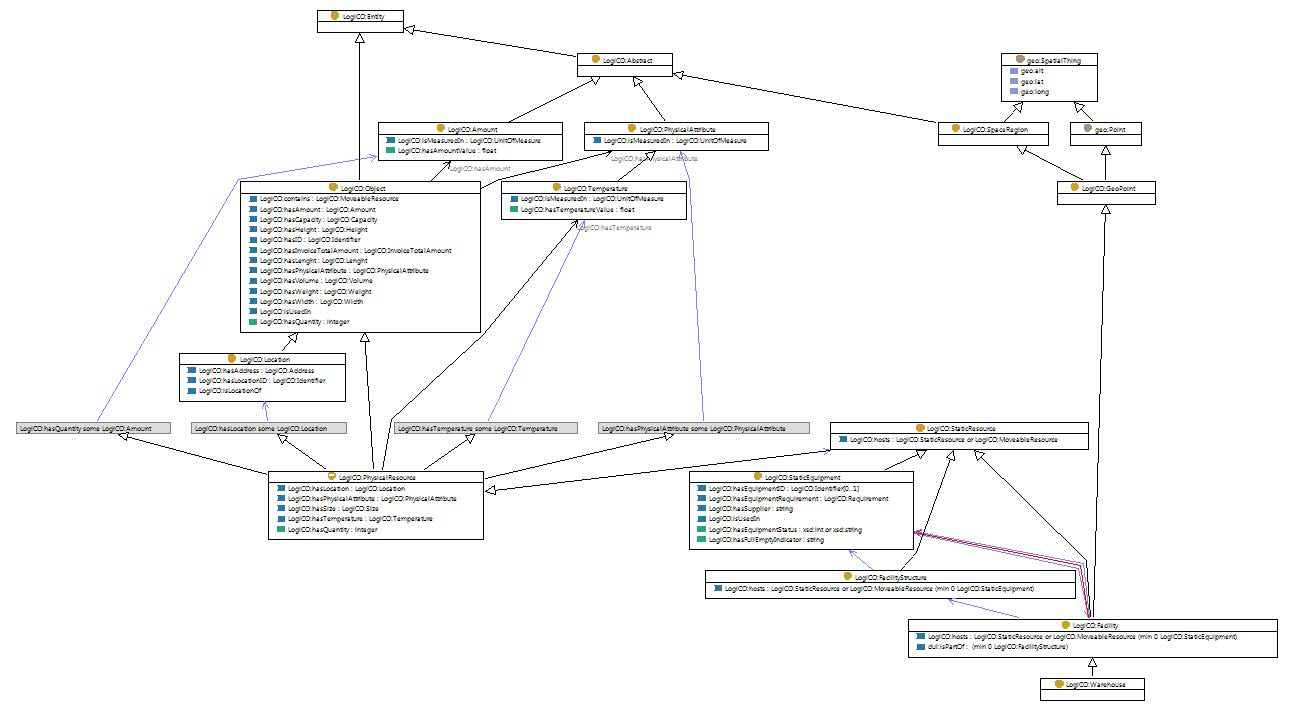 LogiCO:Entity
LogiCO:Abstract
geo:SpatialThing
geo:alt
geo:lat
geo:long
LogiCO:Amount
LogiCO:isMeasuredIn : LogiCO:UnitOfMeasure
LogiCO:hasAmountValue : float
LogiCO:PhysicalAttribute
LogiCO:isMeasuredIn : LogiCO:UnitOfMeasure
LogiCO:SpaceRegion
geo:Point
LogiCO:hasPhysicalAttribute
LogiCO:hasAmount
LogiCO:Object
LogiCO:contains : LogiCO:MoveableResource
LogiCO:hasAmount : LogiCO:Amount
LogiCO:hasCapacity : LogiCO:Capacity
LogiCO:hasHeight : LogiCO:Height
LogiCO:hasID : LogiCO:Identifier
LogiCO:hasInvoiceTotalAmount : LogiCO:InvoiceTotalAmount
LogiCO:hasLenght : LogiCO:Lenght
LogiCO:hasPhysicalAttribute : LogiCO:PhysicalAttribute
LogiCO:hasVolume : LogiCO:Volume
LogiCO:hasWeight : LogiCO:Weight
LogiCO:hasWidth : LogiCO:Width
LogiCO:isUsedIn
LogiCO:hasQuantity : integer
LogiCO:Temperature
LogiCO:isMeasuredIn : LogiCO:UnitOfMeasure
LogiCO:hasTemperatureValue : float
LogiCO:hasTemperature
LogiCO:GeoPoint
LogiCO:Location
LogiCO:hasAddress : LogiCO:Address
LogiCO:hasLocationID : LogiCO:Identifier
LogiCO:isLocationOf
LogiCO:hasQuantity some LogiCO:Amount
LogiCO:hasLocation some LogiCO:Location
LogiCO:hasTemperature some LogiCO:Temperature
LogiCO:hasPhysicalAttribute some LogiCO:PhysicalAttribute
LogiCO:StaticResource
LogiCO:hosts : LogiCO:StaticResource or LogiCO:MoveableResource
LogiCO:PhysicalResource
LogiCO:hasLocation : LogiCO:Location
LogiCO:hasPhysicalAttribute : LogiCO:PhysicalAttribute
LogiCO:hasSize : LogiCO:Size
LogiCO:hasTemperature : LogiCO:Temperature
LogiCO:hasQuantity : integer
LogiCO:StaticEquipment
LogiCO:hasEquipmentID : LogiCO:Identifier[0..1]
LogiCO:hasEquipmentRequirement : LogiCO:Requirement
LogiCO:hasSupplier : string
LogiCO:isUsedIn
LogiCO:hasEquipmentStatus : xsd:int or xsd:string
LogiCO:hasFullEmptyIndicator : string
LogiCO:FacilityStructure
LogiCO:hosts : LogiCO:StaticResource or LogiCO:MoveableResource (min 0 LogiCO:StaticEquipment)
LogiCO:Facility
LogiCO:hosts : LogiCO:StaticResource or LogiCO:MoveableResource (min 0 LogiCO:StaticEquipment)
dul:isPartOf : (min 0 LogiCO:FacilityStructure)
LogiCO:Warehouse